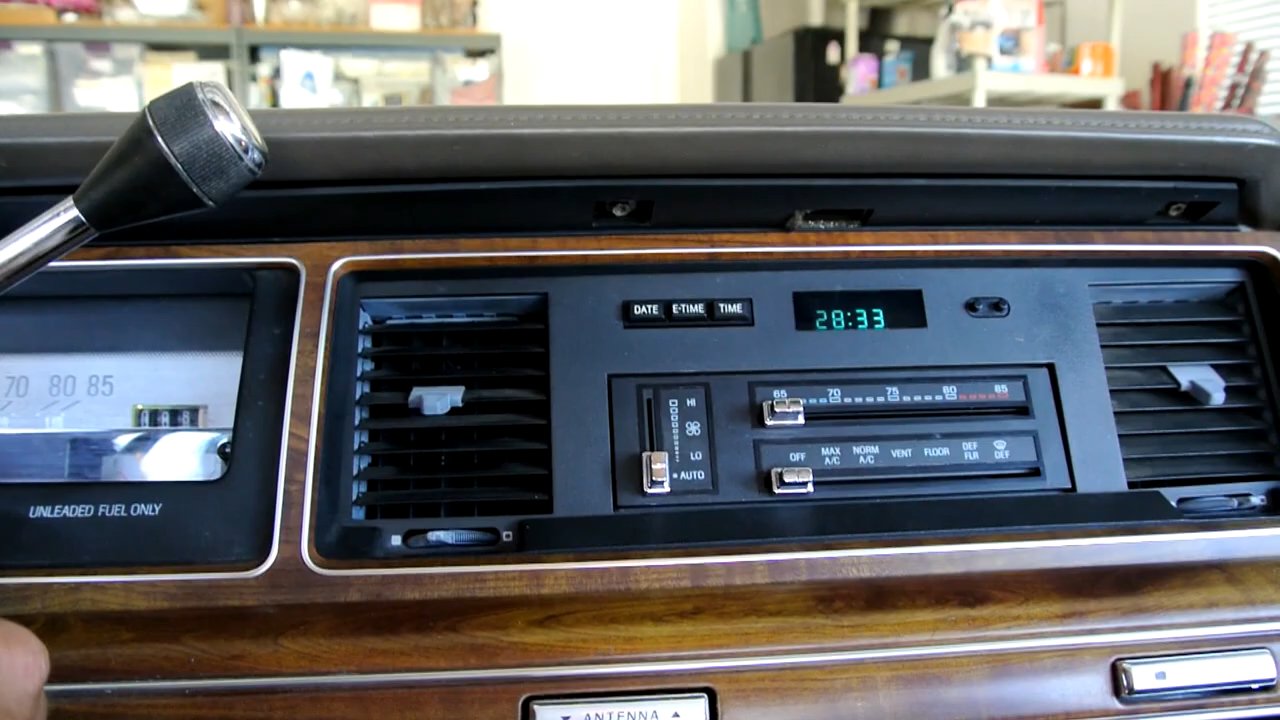 DATE E-TIME TIME
28:33
70 80 85
UNLEADED FUEL ONLY
HI
LO
AUTO
65 70 75 80 85
OFF MAX A/C NORM A/C VENT FLOOR DEF FLR DEF
▼ ANTENNA ▲